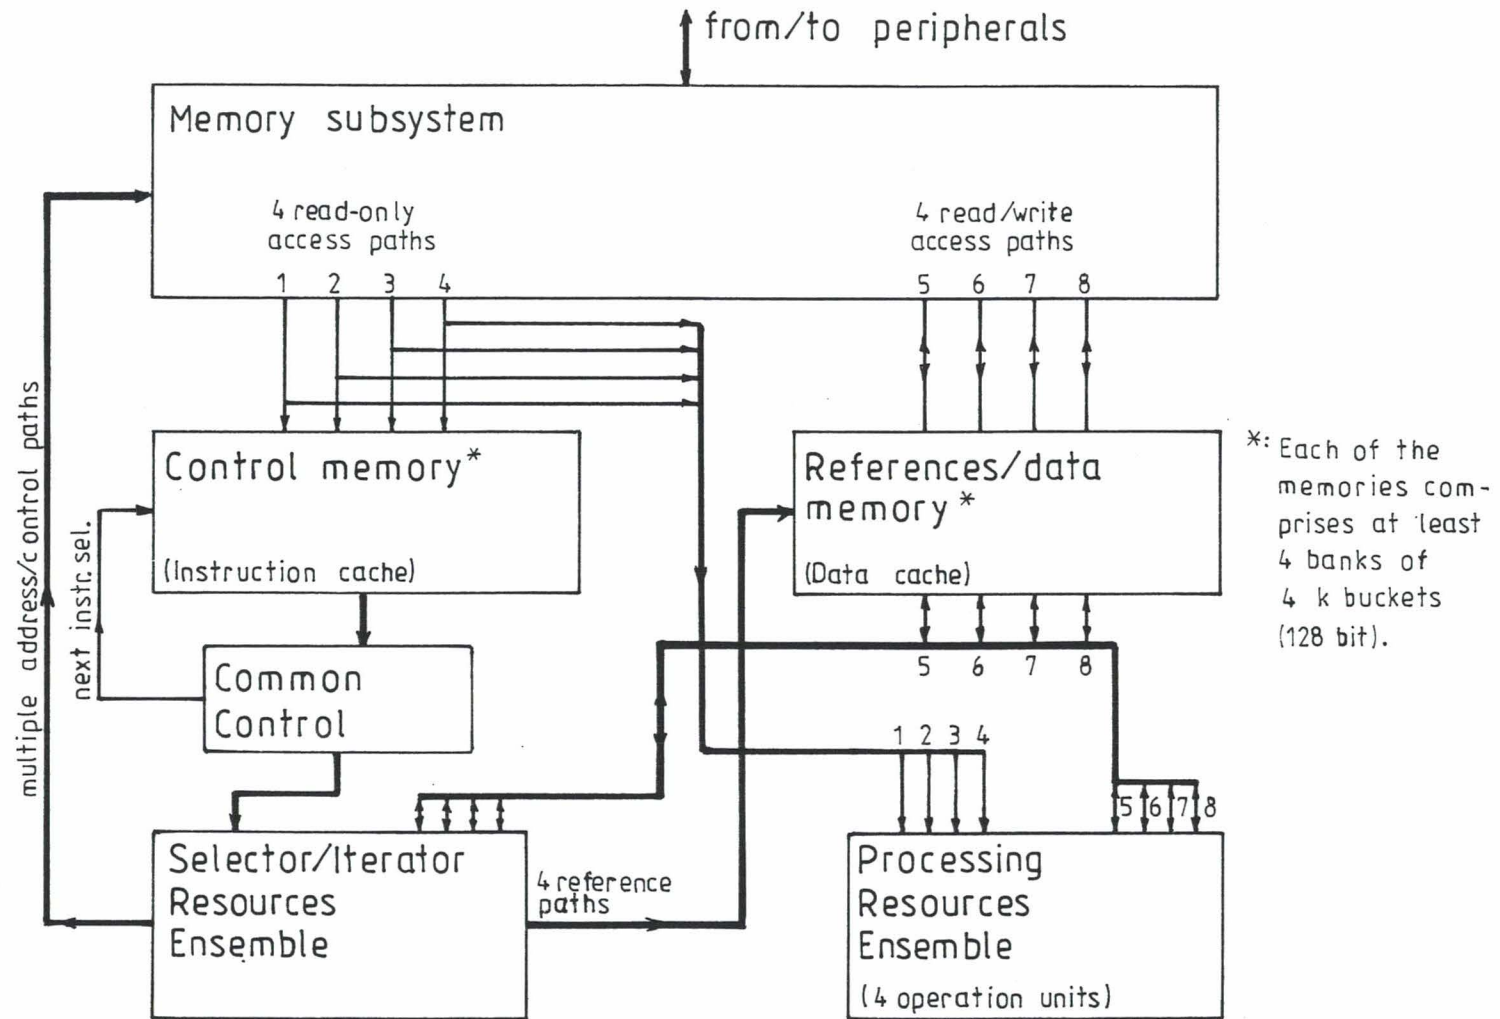 from/to peripherals
Memory subsystem
4 read-only
access paths
4 read/write
access paths
1 2 3 4
5 6 7 8
multiple address/control paths
next instr. sel.
Control memory*
(Instruction cache)
References/data
memory*
(Data cache)
*: Each of the
memories com-
prises at least
4 banks of
4 k buckets
(128 bit).
5 6 7 8
Common
Control
1 2 3 4
5 6 7 8
Selector/Iterator
Resources
Ensemble
4 reference
paths
Processing
Resources
Ensemble
(4 operation units)